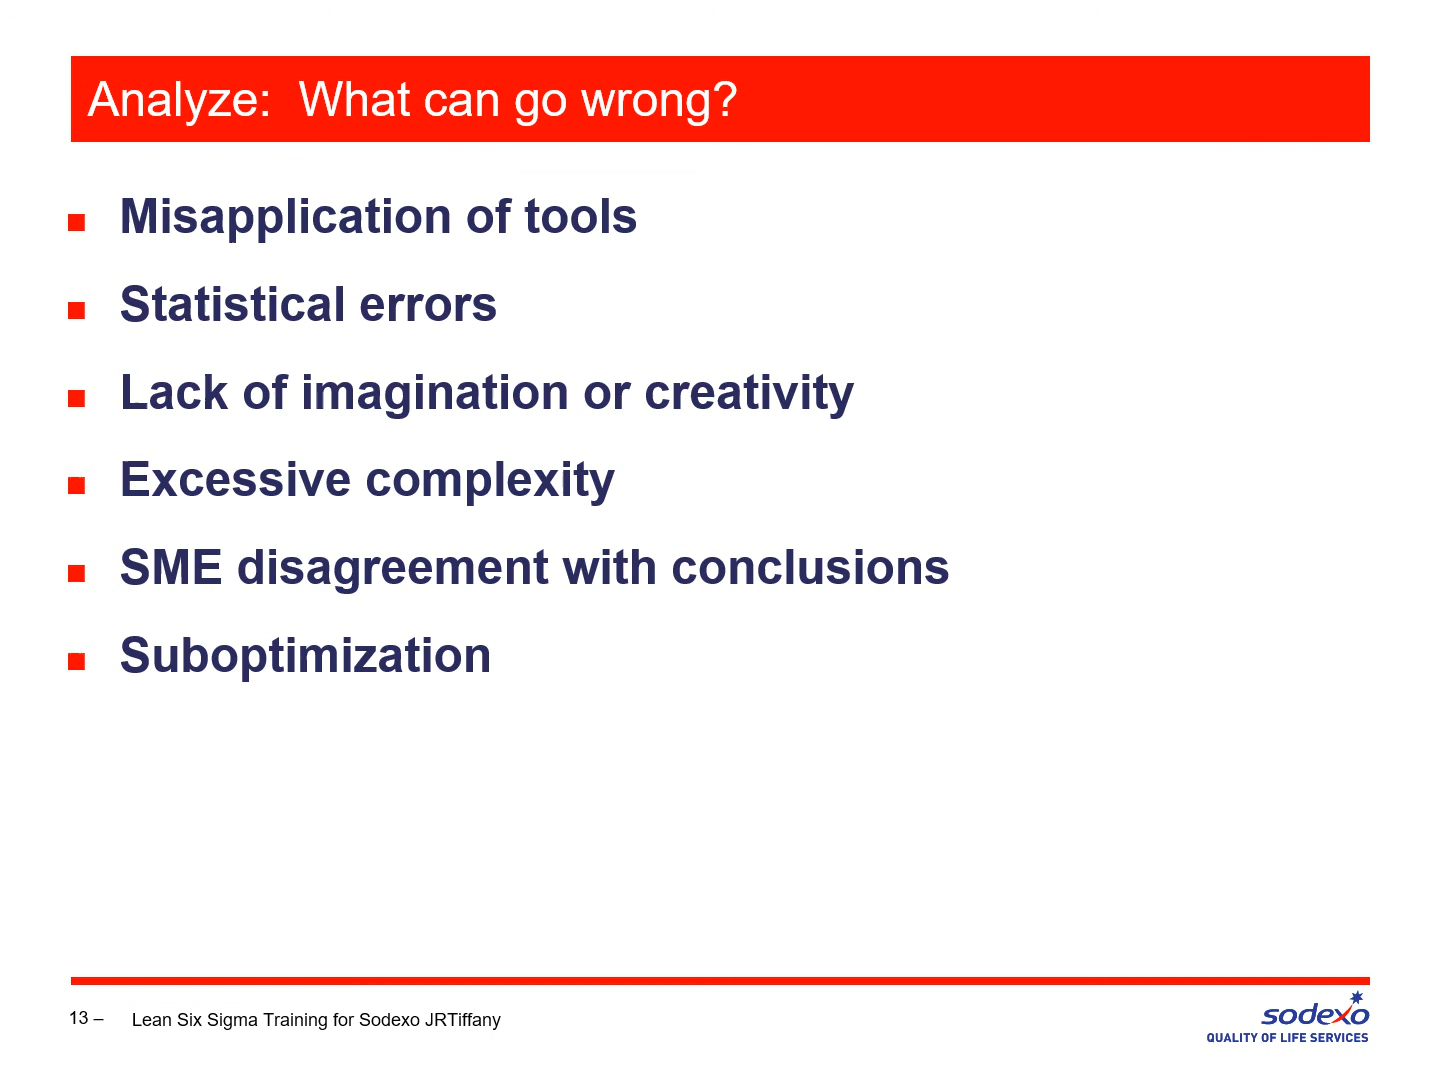 Analyze:  What can go wrong?
Misapplication of tools
Statistical errors
Lack of imagination or creativity
Excessive complexity
SME disagreement with conclusions
Suboptimization
13 – Lean Six Sigma Training for Sodexo JRTiffany
sodexo
QUALITY OF LIFE SERVICES